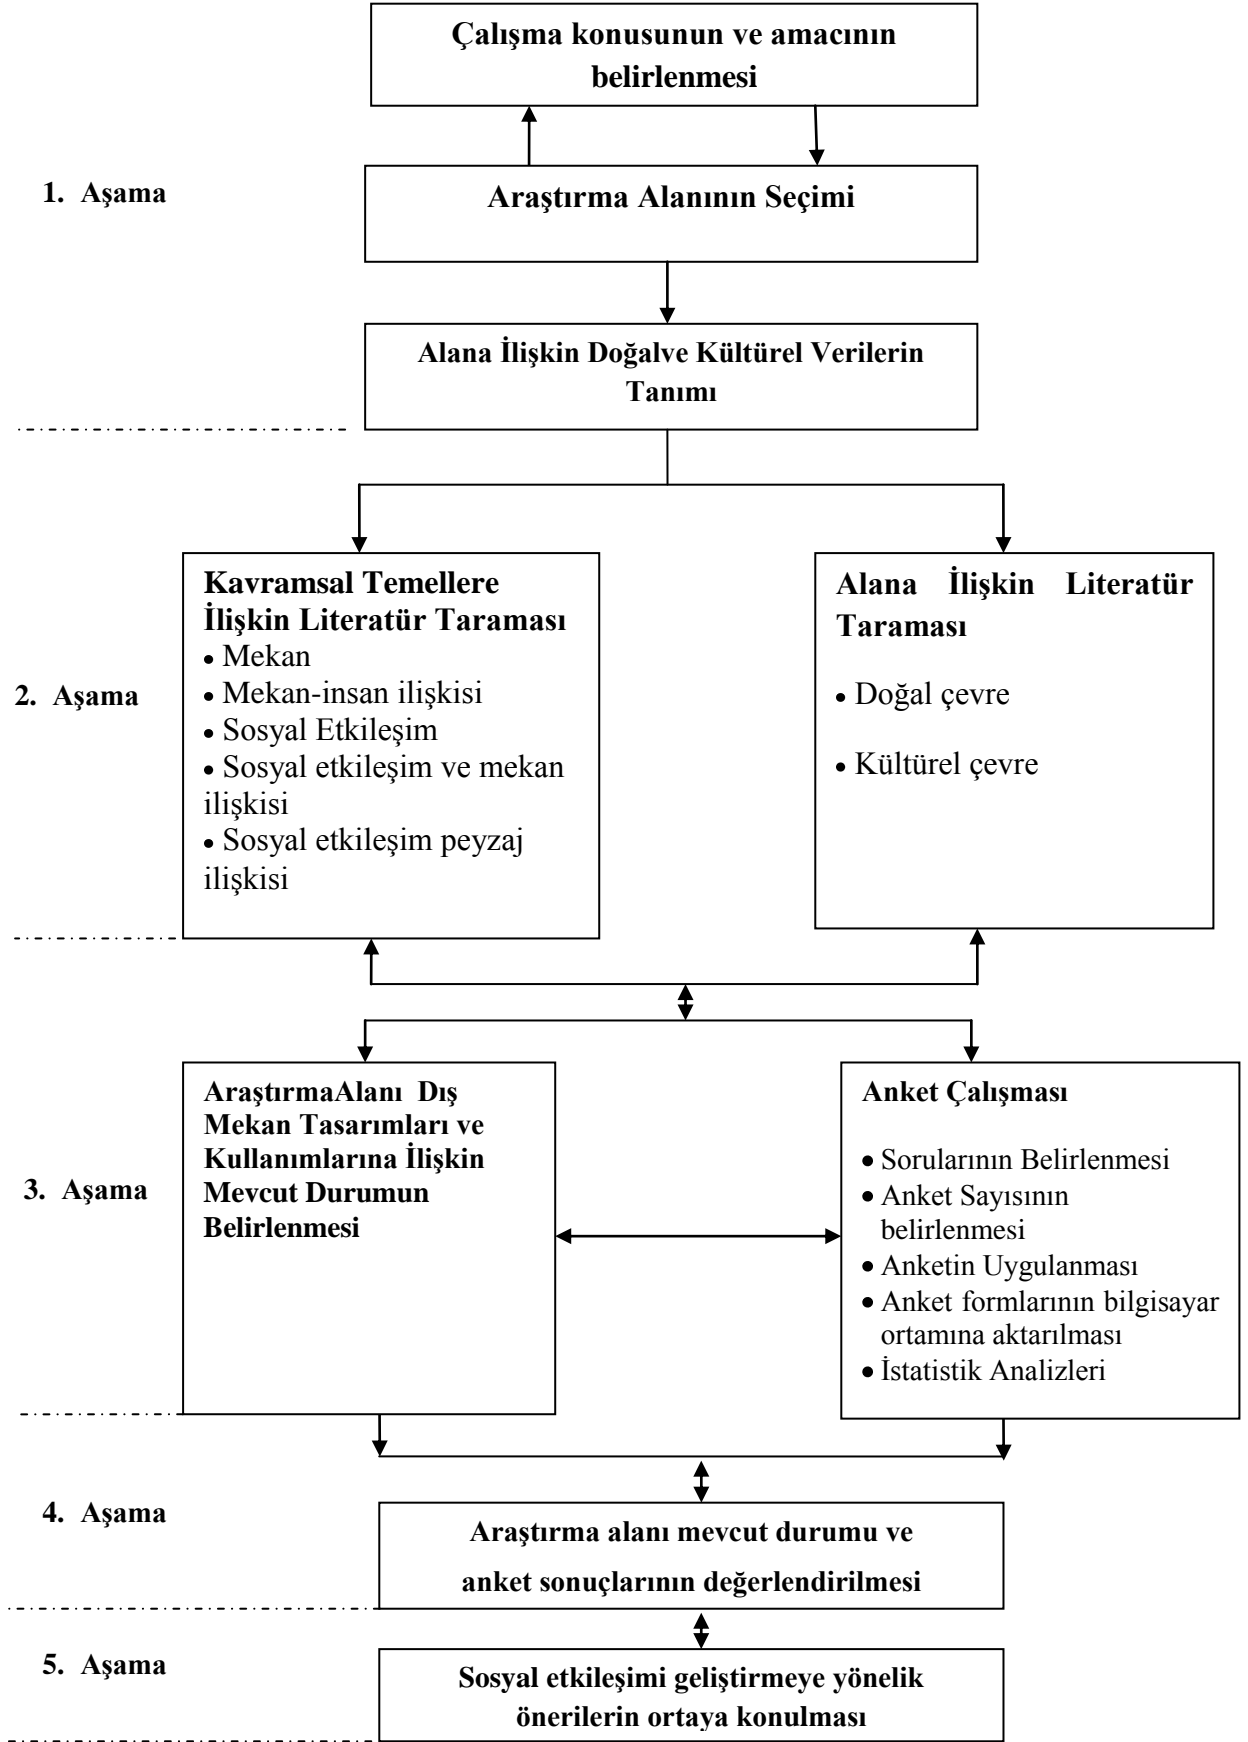 Çalışma konusunun ve amacının
belirlenmesi
1. Aşama
Araştırma Alanının Seçimi
Alana İlişkin Doğalve Kültürel Verilerin
Tanımı
2. Aşama
Kavramsal Temellere
İlişkin Literatür Taraması
• Mekan
• Mekan-insan ilişkisi
• Sosyal Etkileşim
• Sosyal etkileşim ve mekan
ilişkisi
• Sosyal etkileşim peyzaj
ilişkisi
Alana İlişkin Literatür
Taraması
• Doğal çevre
• Kültürel çevre
3. Aşama
AraştırmaAlanı Dış
Mekan Tasarımları ve
Kullanımlarına İlişkin
Mevcut Durumun
Belirlenmesi
Anket Çalışması
• Sorularının Belirlenmesi
• Anket Sayısının
belirlenmesi
• Anketin Uygulanması
• Anket formlarının bilgisayar
ortamına aktarılması
• İstatistik Analizleri
4. Aşama
Araştırma alanı mevcut durumu ve
anket sonuçlarının değerlendirilmesi
5. Aşama
Sosyal etkileşimi geliştirmeye yönelik
önerilerin ortaya konulması